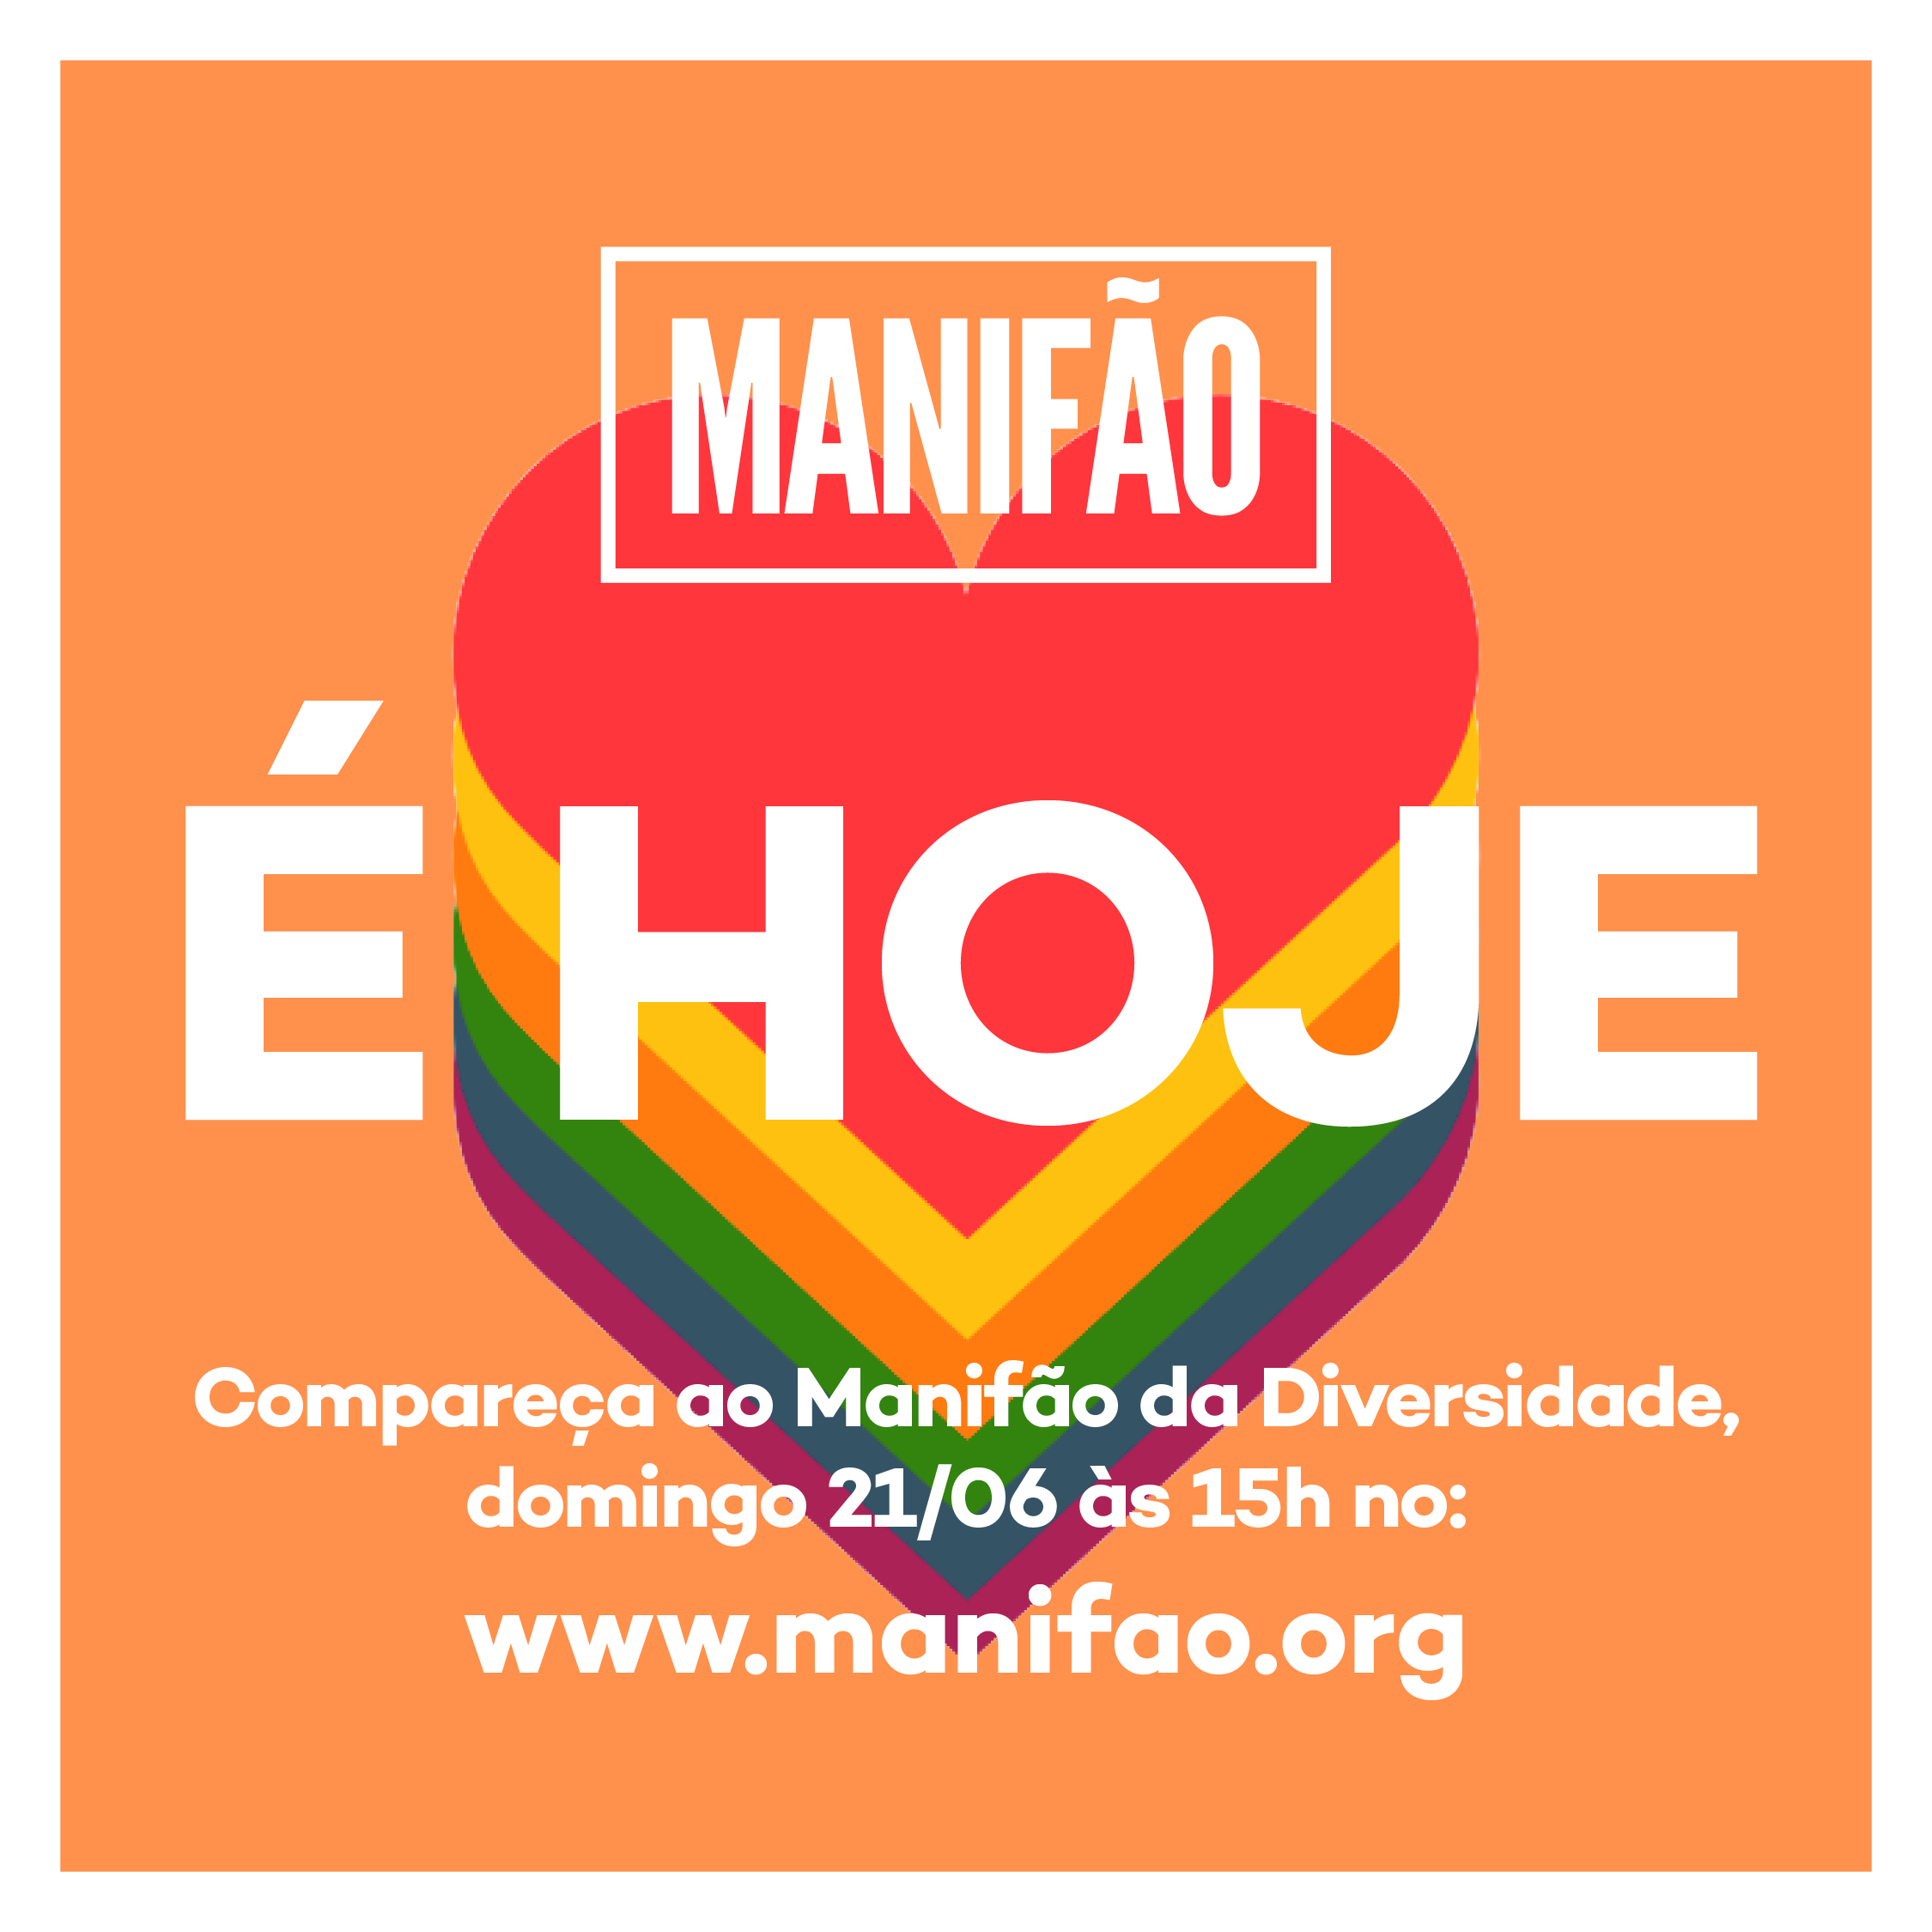 MANIFÃO
É HOJE
Compareça ao Manifão da Diversidade,
domingo 21/06 às 15h no:
www.manifao.org